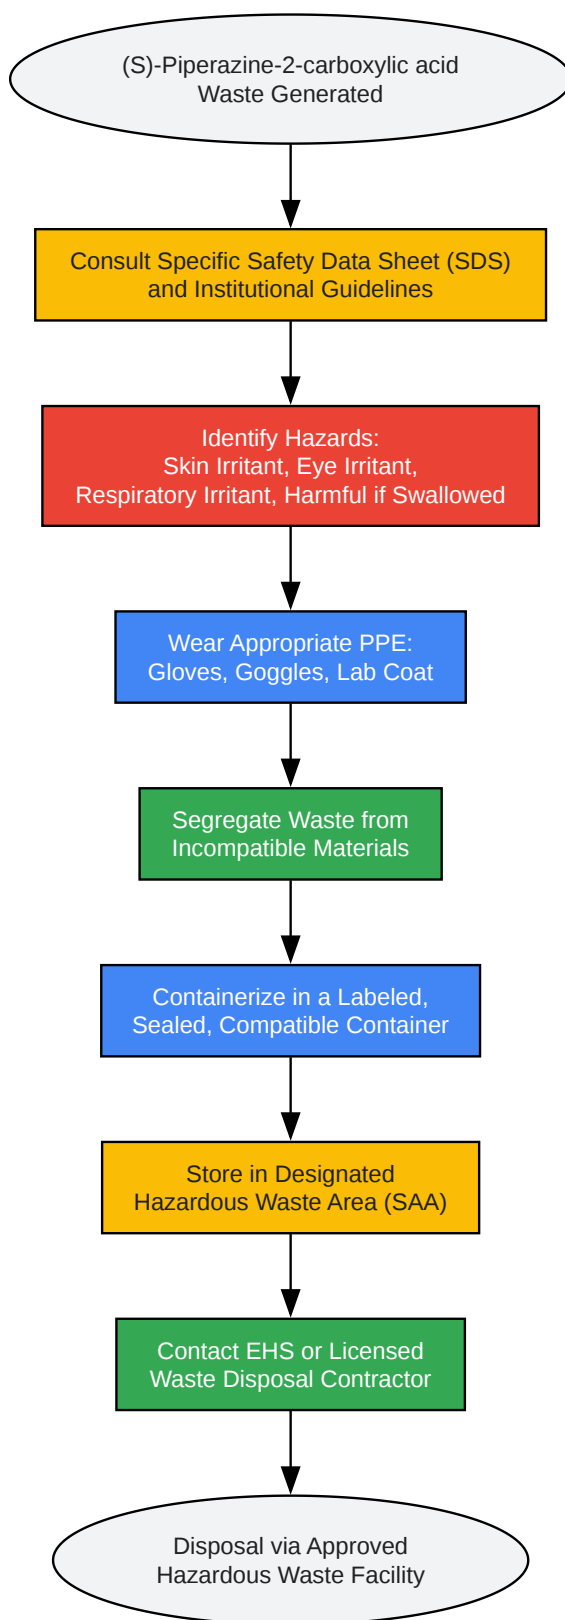 (S)-Piperazine-2-carboxylic acid
Waste Generated
Consult Specific Safety Data Sheet (SDS)
and Institutional Guidelines
Identify Hazards:
Skin Irritant, Eye Irritant,
Respiratory Irritant, Harmful if Swallowed
Wear Appropriate PPE:
Gloves, Goggles, Lab Coat
Segregate Waste from
Incompatible Materials
Containerize in a Labeled,
Sealed, Compatible Container
Store in Designated
Hazardous Waste Area (SAA)
Contact EHS or Licensed
Waste Disposal Contractor
Disposal via Approved
Hazardous Waste Facility